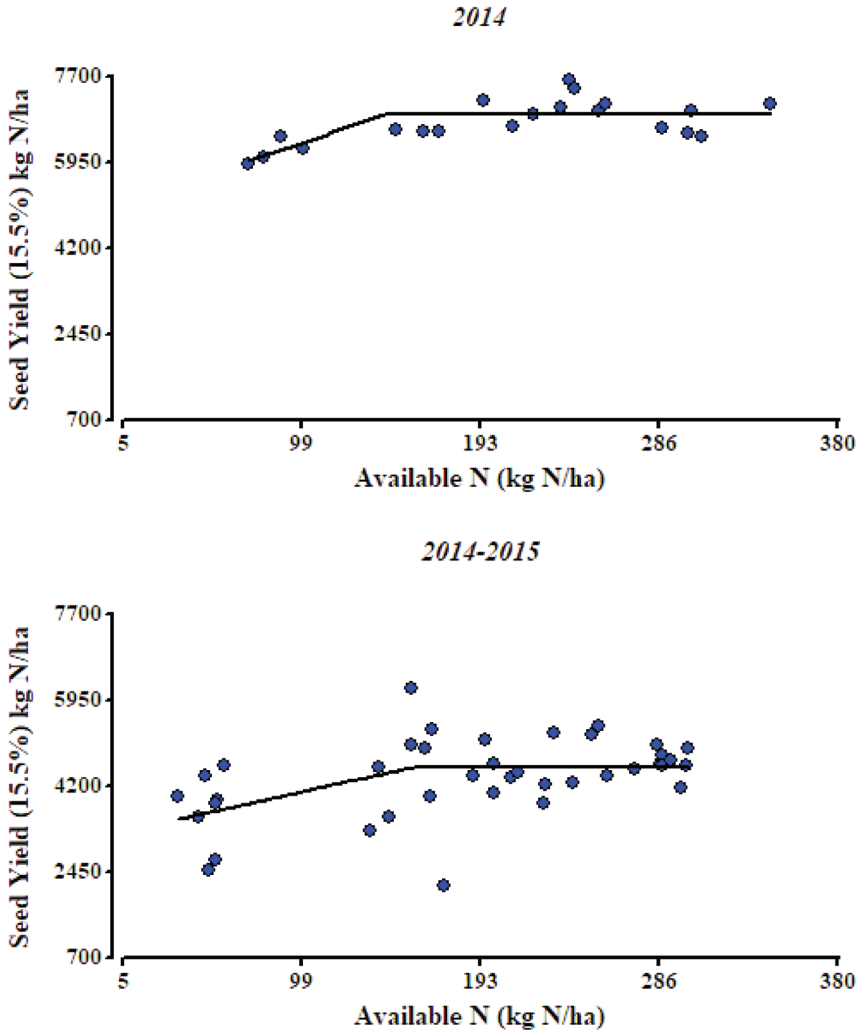 2014
7700
5950
4200
2450
700
Seed Yield (15.5%) kg N/ha
5 99 193 286 380
Available N (kg N/ha)
2014-2015
7700
5950
4200
2450
700
Seed Yield (15.5%) kg N/ha
5 99 193 286 380
Available N (kg N/ha)